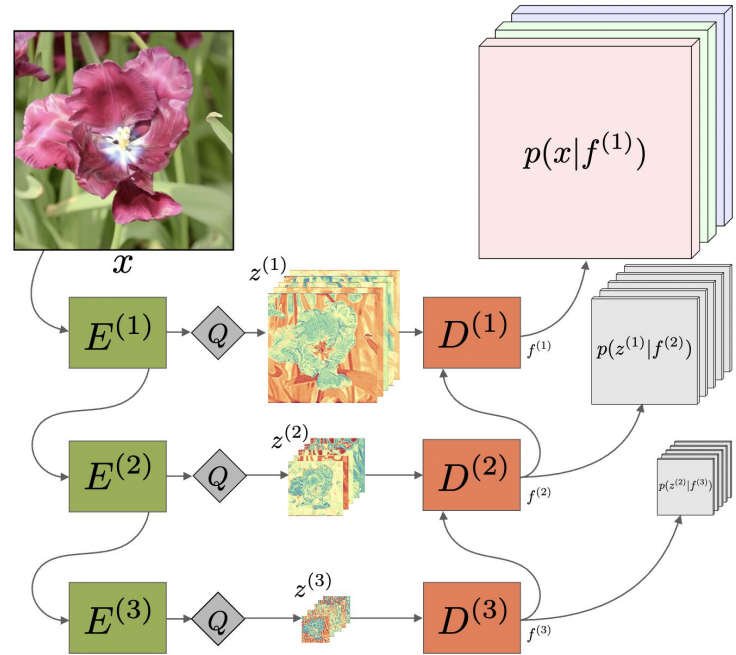 x
p(x|f^{(1)})
z^{(1)}
E^{(1)}
Q
D^{(1)}
f^{(1)}
p(z^{(1)}|f^{(2)})
z^{(2)}
E^{(2)}
Q
D^{(2)}
f^{(2)}
p(z^{(2)}|f^{(3)})
z^{(3)}
E^{(3)}
Q
D^{(3)}
f^{(3)}